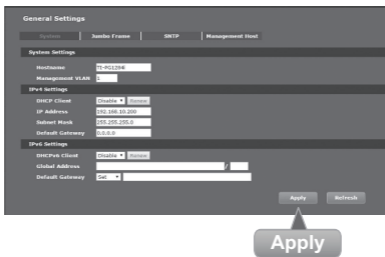 General Settings
System Jumbo Frame SNTP Management Host
System Settings
Hostname TI-PG1284i
Management VLAN 1
IPv4 Settings
DHCP Client Disable Renew
IP Address 192.168.10.200
Subnet Mask 255.255.255.0
Default Gateway 0.0.0.0
IPv6 Settings
DHCPv6 Client Disable Renew
Global Address /
Default Gateway Set
Apply Refresh
Apply